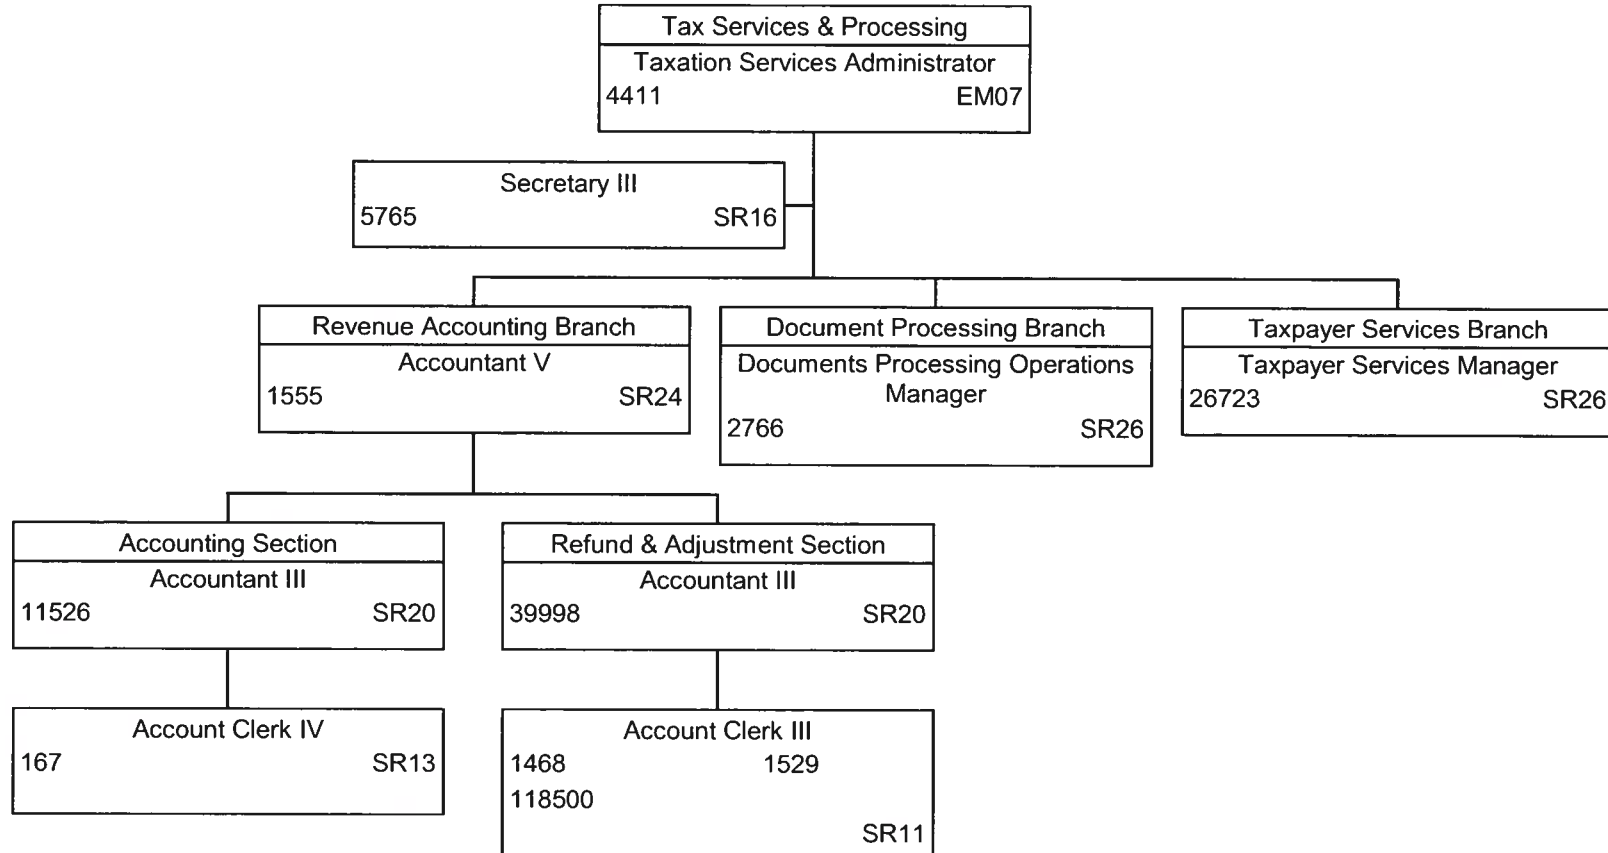 Tax Services & Processing
Taxation Services Administrator
4411 EM07
Secretary III
5765 SR16
Revenue Accounting Branch
Accountant V
1555 SR24
Document Processing Branch
Documents Processing Operations
Manager
2766 SR26
Taxpayer Services Branch
Taxpayer Services Manager
26723 SR26
Accounting Section
Accountant III
11526 SR20
Refund & Adjustment Section
Accountant III
39998 SR20
Account Clerk IV
167 SR13
Account Clerk III
1468 1529
118500
SR11